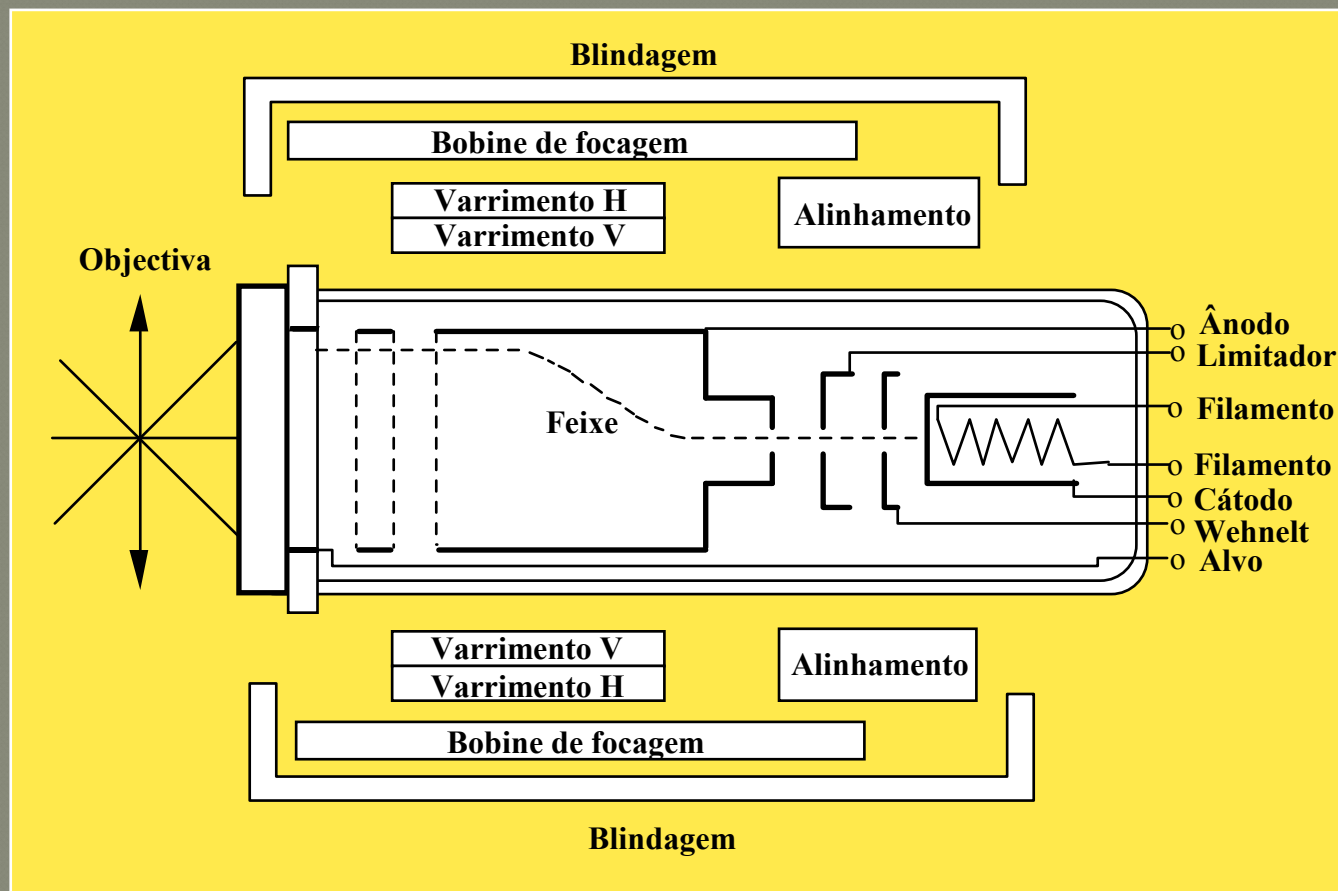 Blindagem
Bobine de focagem
Varrimento H
Varrimento V
Alinhamento
Objectiva
Ânodo
Limitador
Feixe
Filamento
Filamento
Cátodo
Wehnelt
Alvo
Varrimento V
Varrimento H
Alinhamento
Bobine de focagem
Blindagem